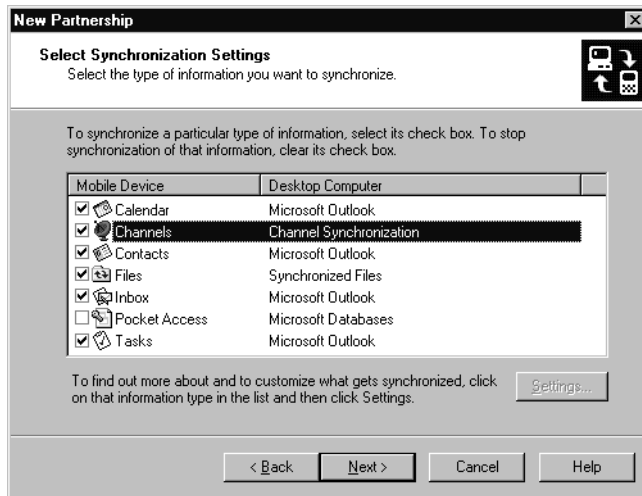 New Partnership
Select Synchronization Settings
Select the type of information you want to synchronize.
To synchronize a particular type of information, select its check box. To stop
synchronization of that information, clear its check box.
Mobile Device Desktop Computer
Calendar Microsoft Outlook
Channels Channel Synchronization
Contacts Microsoft Outlook
Files Synchronized Files
Inbox Microsoft Outlook
Pocket Access Microsoft Databases
Tasks Microsoft Outlook
To find out more about and to customize what gets synchronized, click
on that information type in the list and then click Settings.
Settings...
< Back Next > Cancel Help